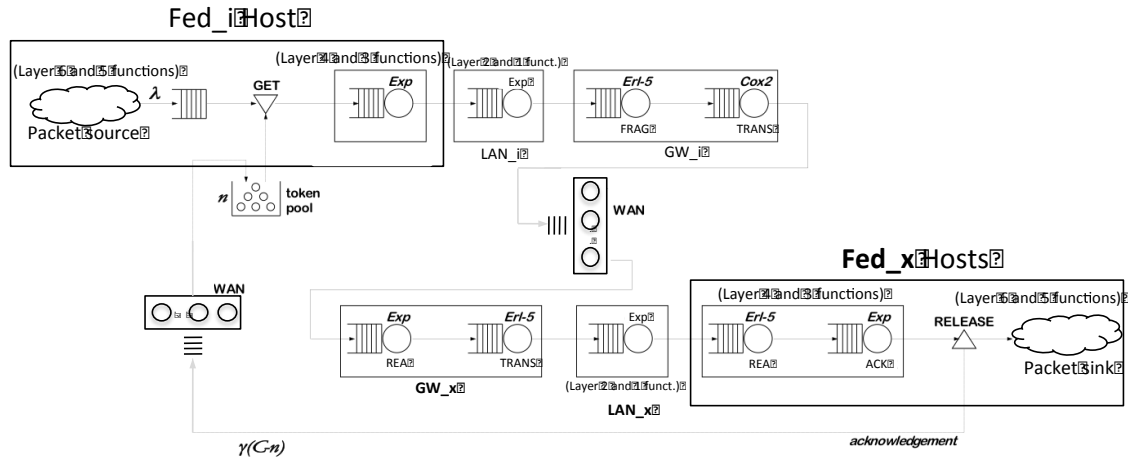 Fed_i Host
(Layer 6 and 5 functions)
λ
Packet source
GET
(Layer 4 and 3 functions)
Exp
(Layer 2 and 1 funct.)
Exp
LAN_i
Erl-5
FRAG
Cox2
TRANS
GW_i
n
token
pool
WAN
WAN
Fed_x Hosts
(Layer 4 and 3 functions)
(Layer 6 and 5 functions)
Exp
REA
Erl-5
TRANS
GW_x
Exp
(Layer 2 and 1 funct.)
LAN_x
Erl-5
REA
Exp
ACK
RELEASE
Packet sink
γ(C-n)
acknowledgement